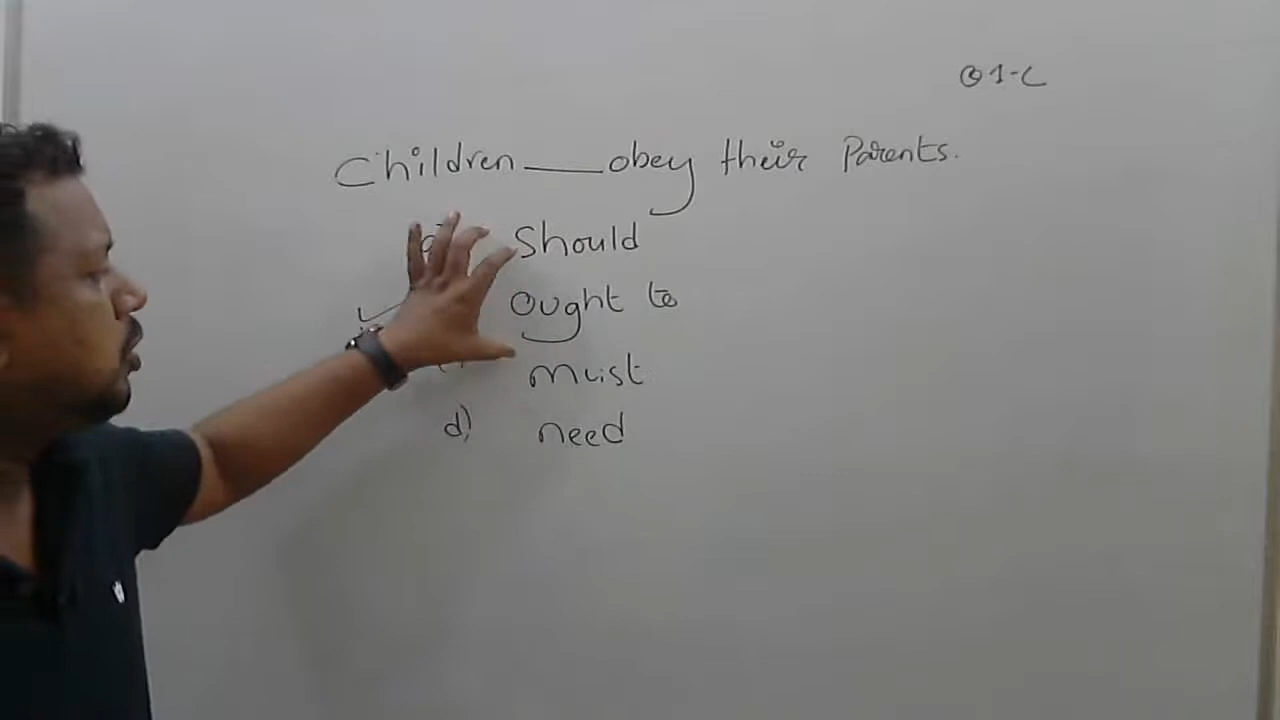 Q1-C
Children ____ obey their Parents.
Should
Ought to
must
d) need